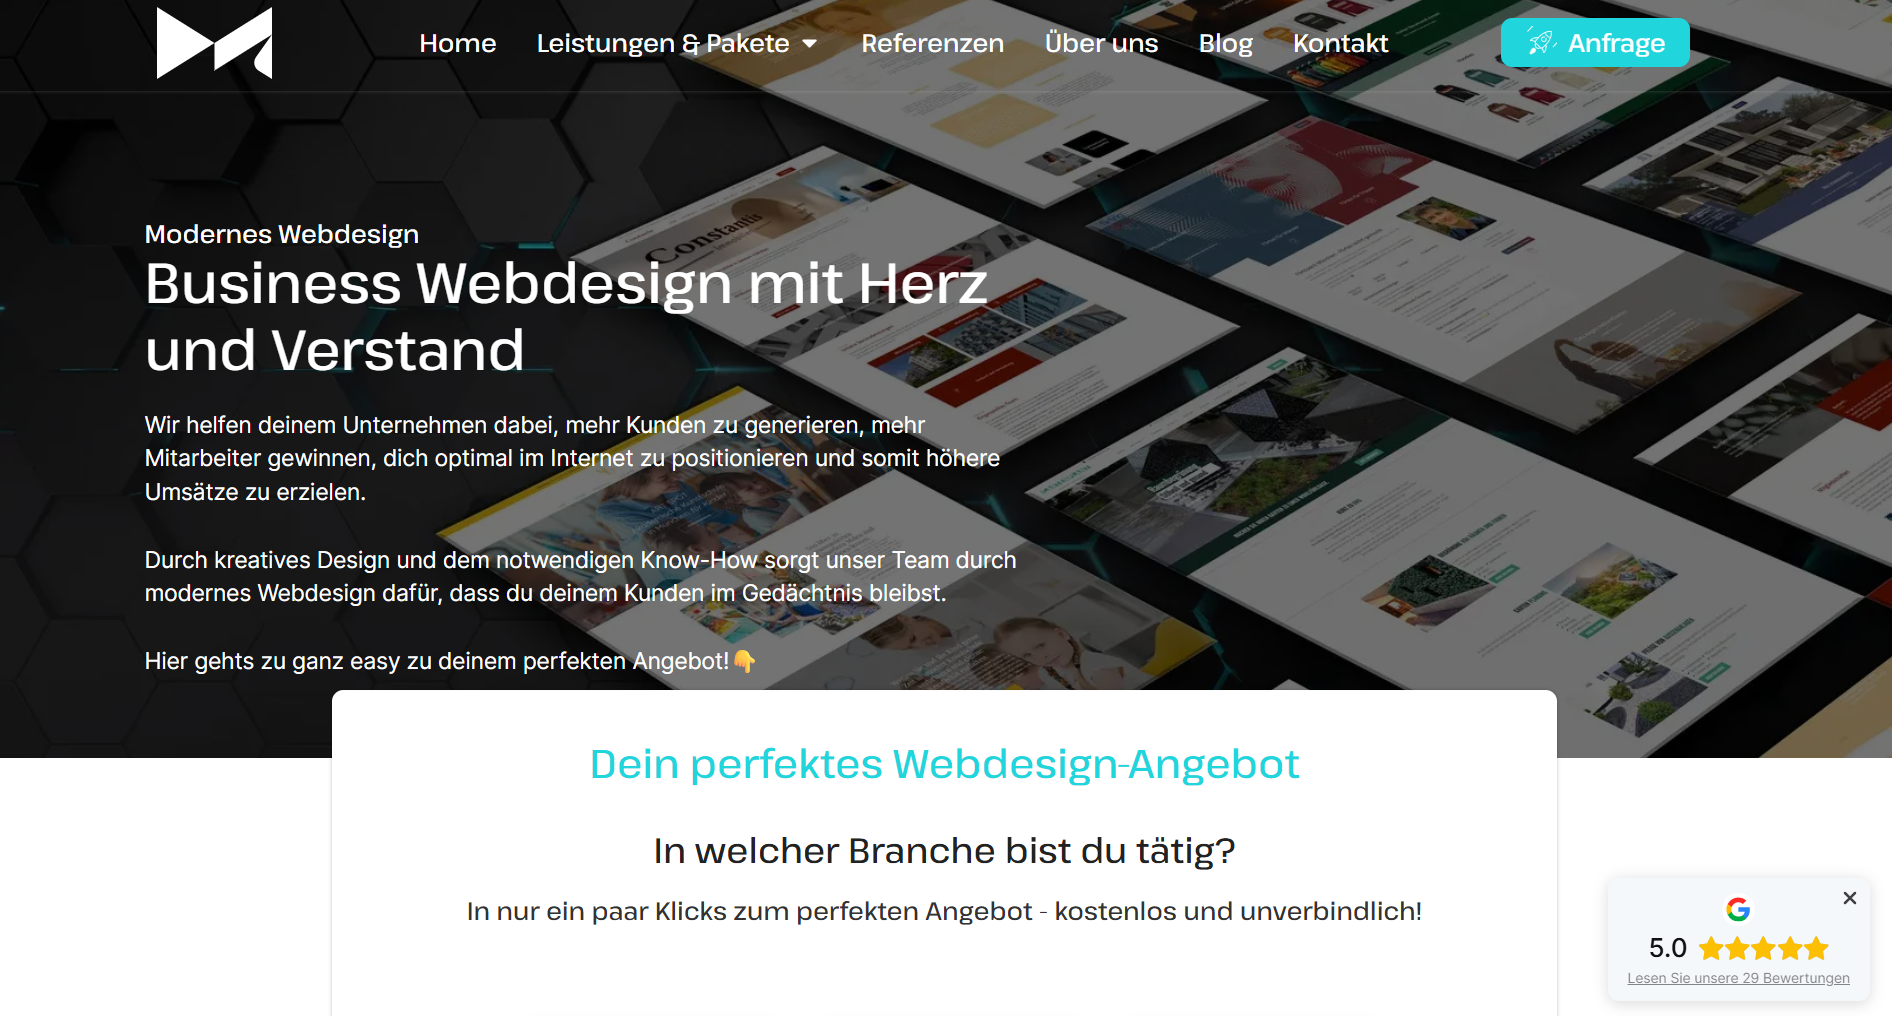 Home
Leistungen & Pakete
Referenzen
Über uns
Blog
Kontakt
Anfrage
Modernes Webdesign
Business Webdesign mit Herz
und Verstand
Wir helfen deinem Unternehmen dabei, mehr Kunden zu generieren, mehr
Mitarbeiter gewinnen, dich optimal im Internet zu positionieren und somit höhere
Umsätze zu erzielen.
Durch kreatives Design und dem notwendigen Know-How sorgt unser Team durch
modernes Webdesign dafür, dass du deinem Kunden im Gedächtnis bleibst.
Hier gehts zu ganz easy zu deinem perfekten Angebot!👇
Constantis
Dein perfektes Webdesign-Angebot
In welcher Branche bist du tätig?
In nur ein paar Klicks zum perfekten Angebot - kostenlos und unverbindlich!
5.0
Lesen Sie unsere 29 Bewertungen